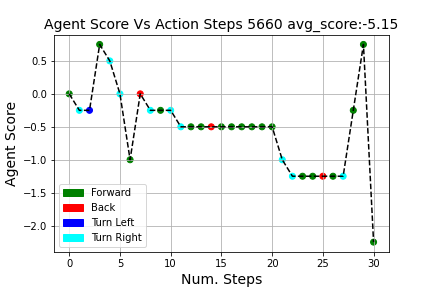 Agent Score Vs Action Steps 5660 avg_score:-5.15
Agent Score
0.5
0.0
−0.5
−1.0
−1.5
−2.0
Forward
Back
Turn Left
Turn Right
0 5 10 15 20 25 30
Num. Steps